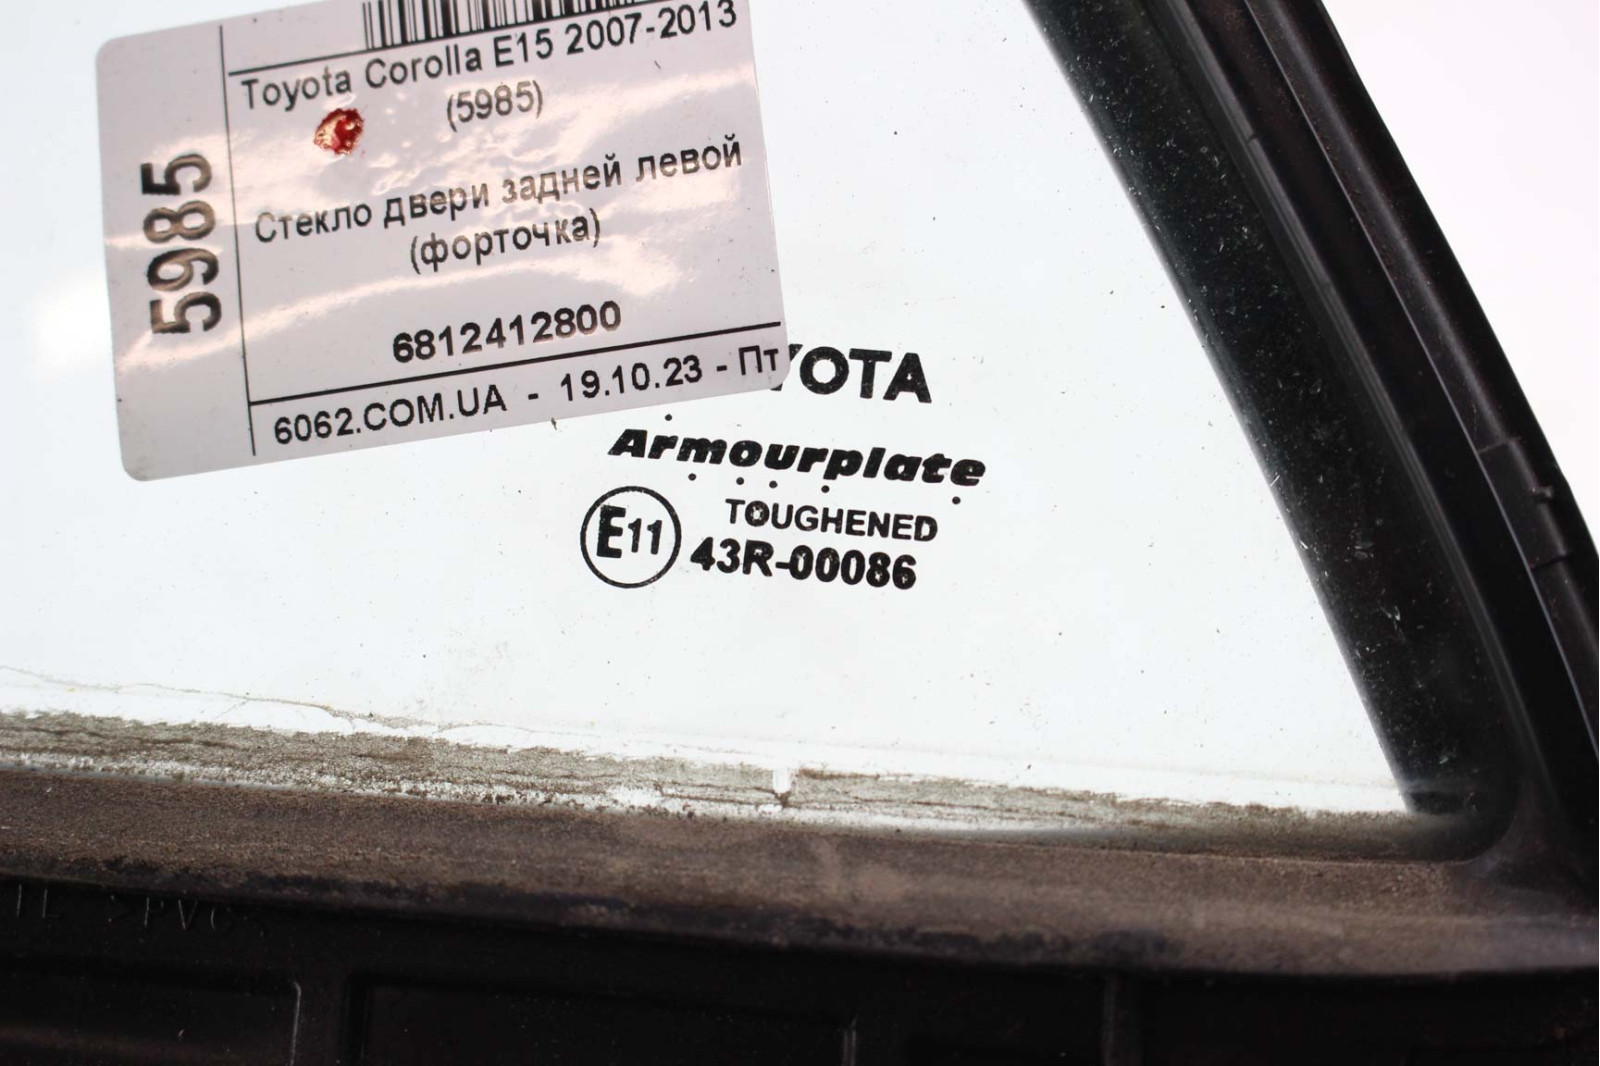 5985
Toyota Corolla E15 2007-2013
(5985)
Стекло двери задней левой
(форточка)
6812412800
6062.COM.UA - 19.10.23 - Пт
YOTA
Armourplate
TOUGHENED
E11
43R-00086